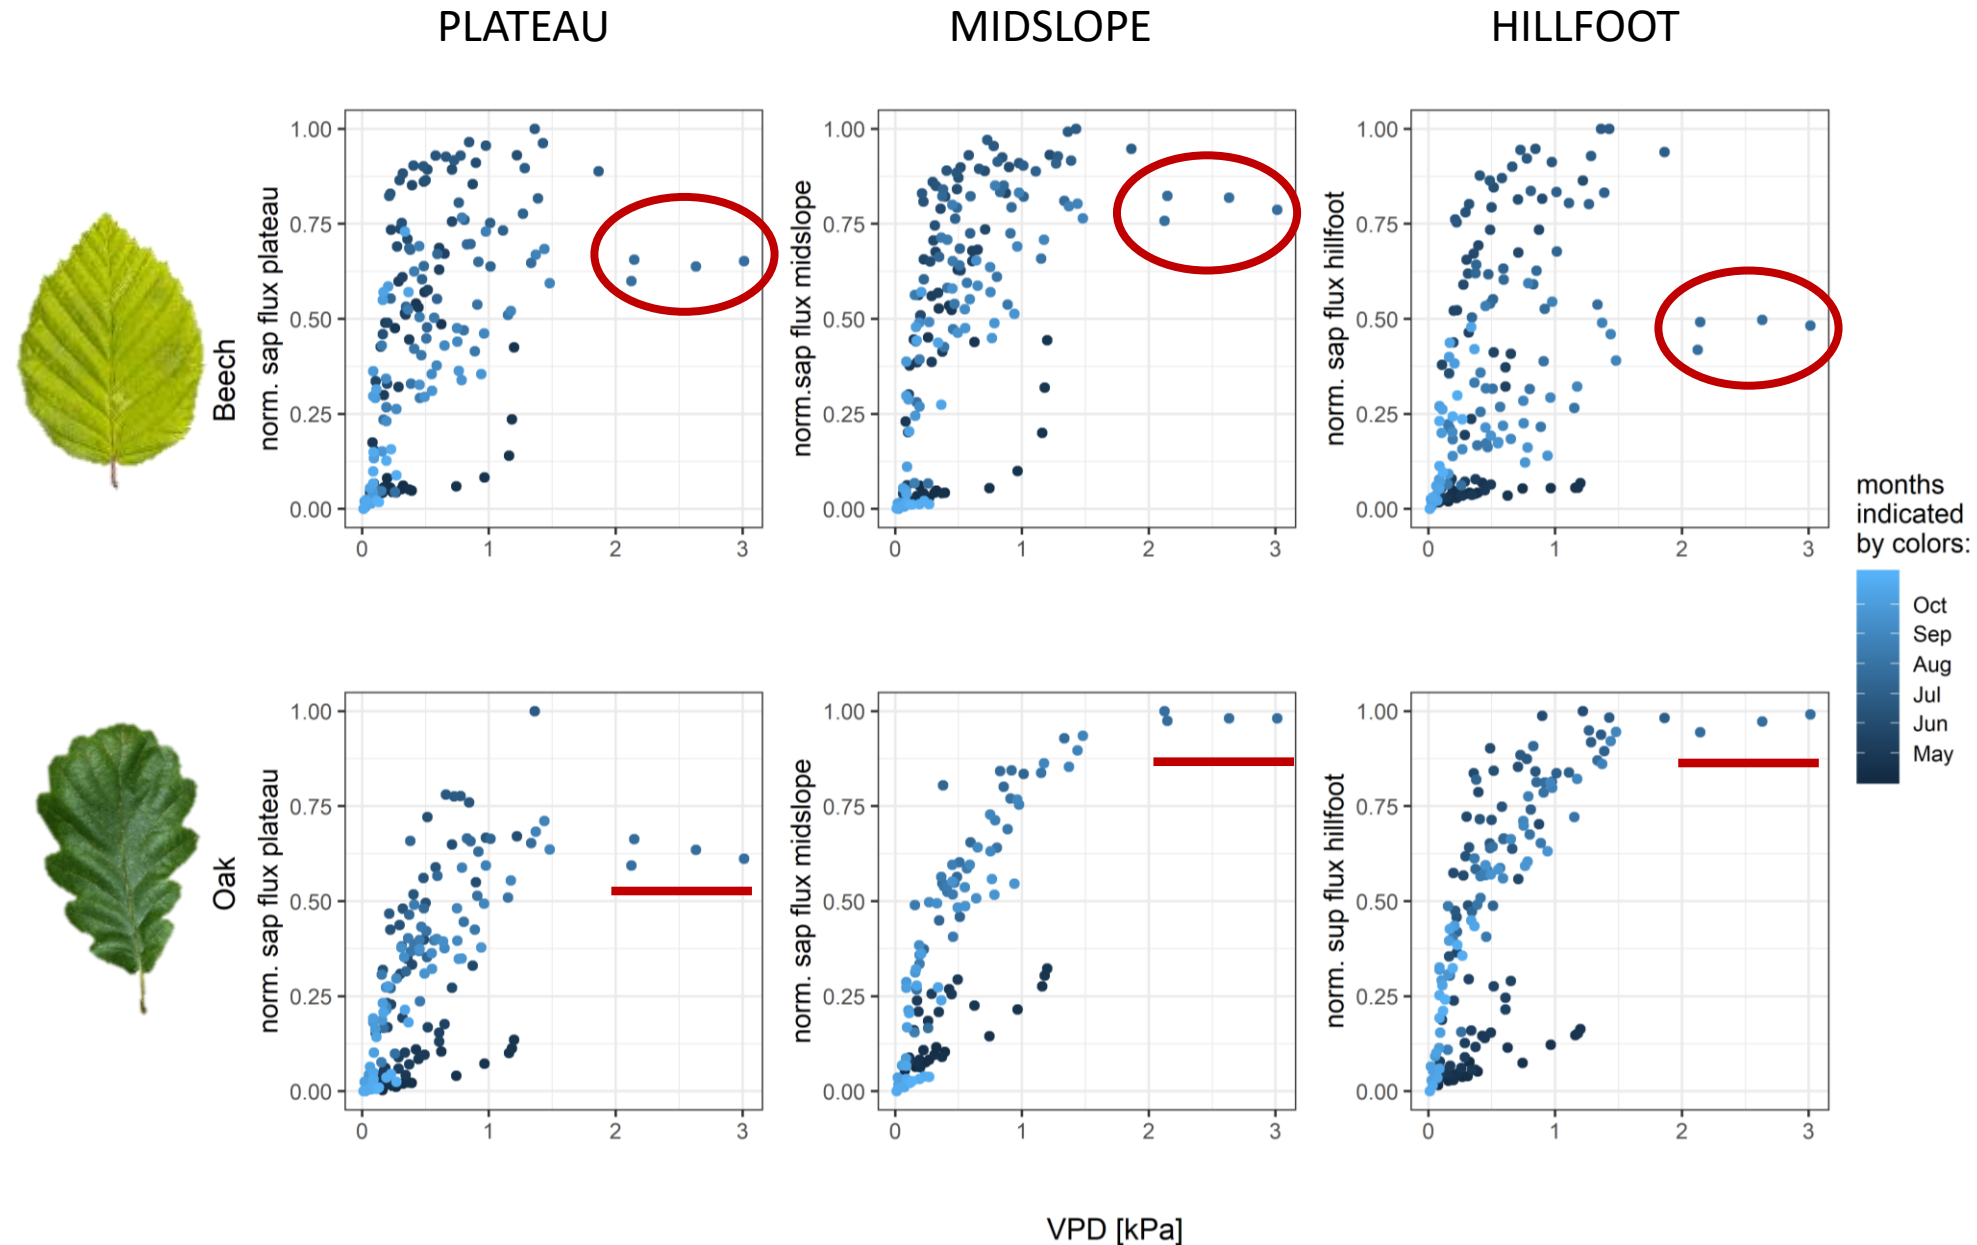 PLATEAU
MIDSLOPE
HILLFOOT
Beech
norm. sap flux plateau
1.00
0.75
0.50
0.25
0.00
0
1
2
3
norm.sap flux midslope
1.00
0.75
0.50
0.25
0.00
0
1
2
3
norm. sap flux hillfoot
1.00
0.75
0.50
0.25
0.00
0
1
2
3
months
indicated
by colors:
Oct
Sep
Aug
Jul
Jun
May
Oak
norm. sap flux plateau
1.00
0.75
0.50
0.25
0.00
0
1
2
3
norm. sap flux midslope
1.00
0.75
0.50
0.25
0.00
0
1
2
3
norm. sup flux hillfoot
1.00
0.75
0.50
0.25
0.00
0
1
2
3
VPD [kPa]